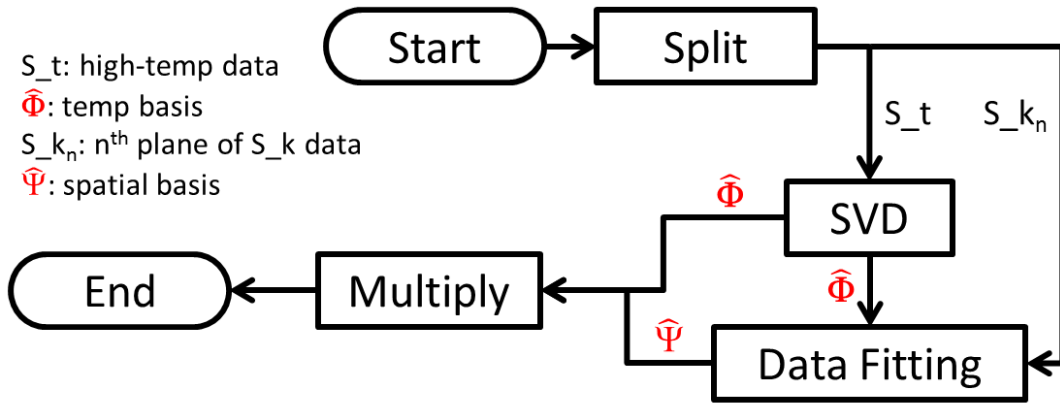 Start
Split
S_t: high-temp data
Φ̂: temp basis
S_kₙ: nᵗʰ plane of S_k data
Ψ̂: spatial basis
S_t
S_kₙ
Φ̂
SVD
End
Multiply
Φ̂
Ψ̂
Data Fitting